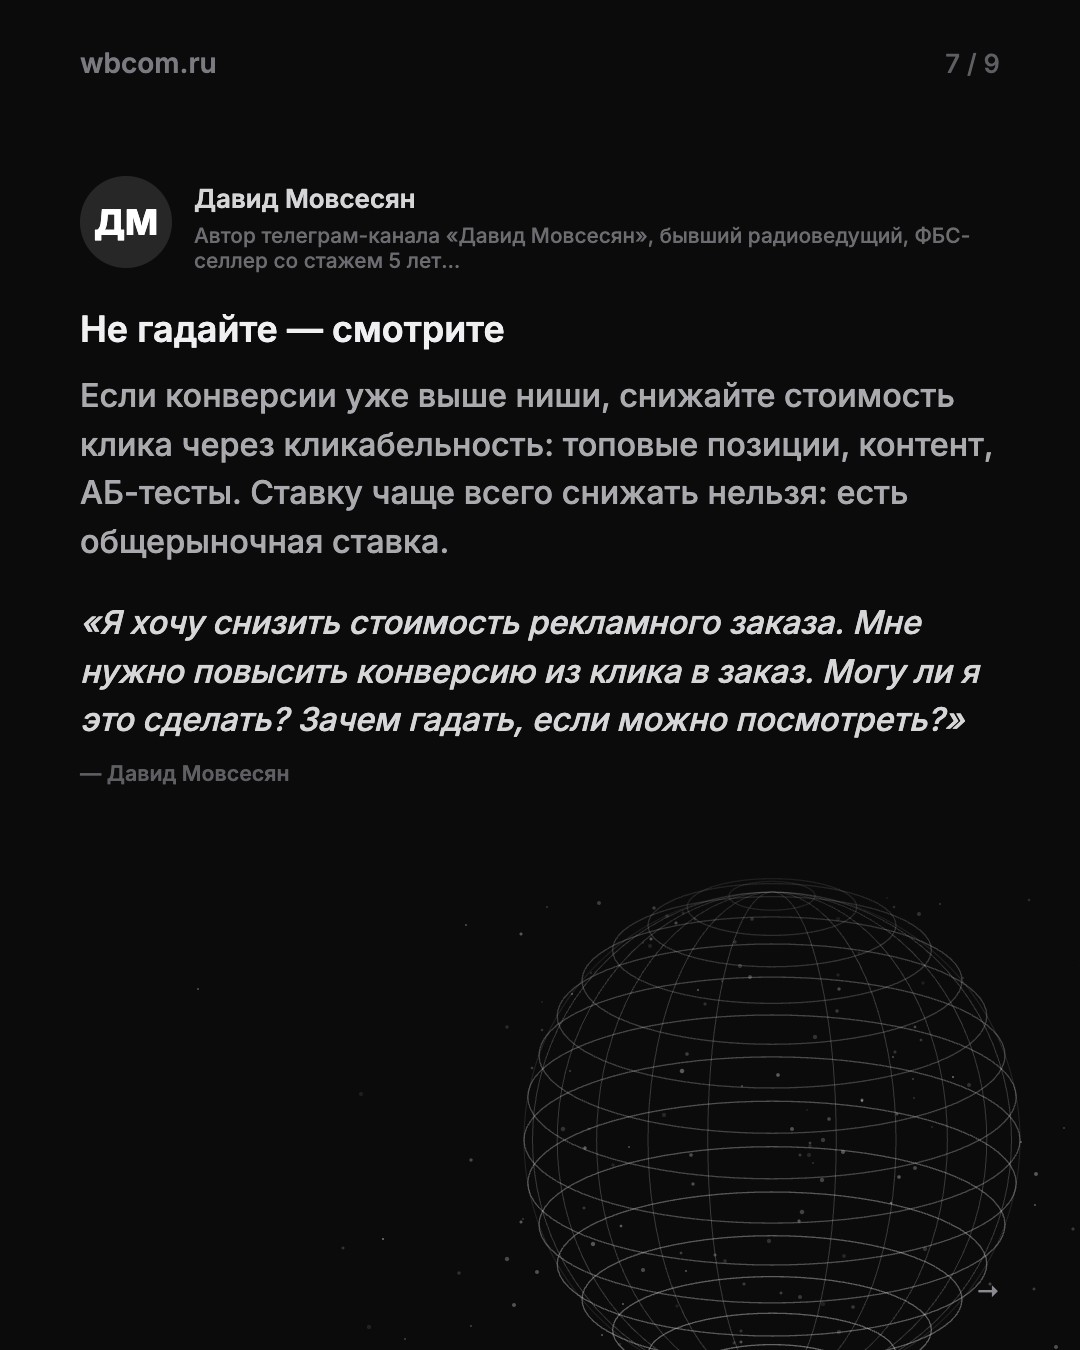 wbcom.ru
7 / 9
ДМ
Давид Мовсесян
Автор телеграм-канала «Давид Мовсесян», бывший радиоведущий, ФБС-
селлер со стажем 5 лет...
Не гадайте — смотрите
Если конверсии уже выше ниши, снижайте стоимость
клика через кликабельность: топовые позиции, контент,
АБ-тесты. Ставку чаще всего снижать нельзя: есть
общерыночная ставка.
«Я хочу снизить стоимость рекламного заказа. Мне
нужно повысить конверсию из клика в заказ. Могу ли я
это сделать? Зачем гадать, если можно посмотреть?»
— Давид Мовсесян
→